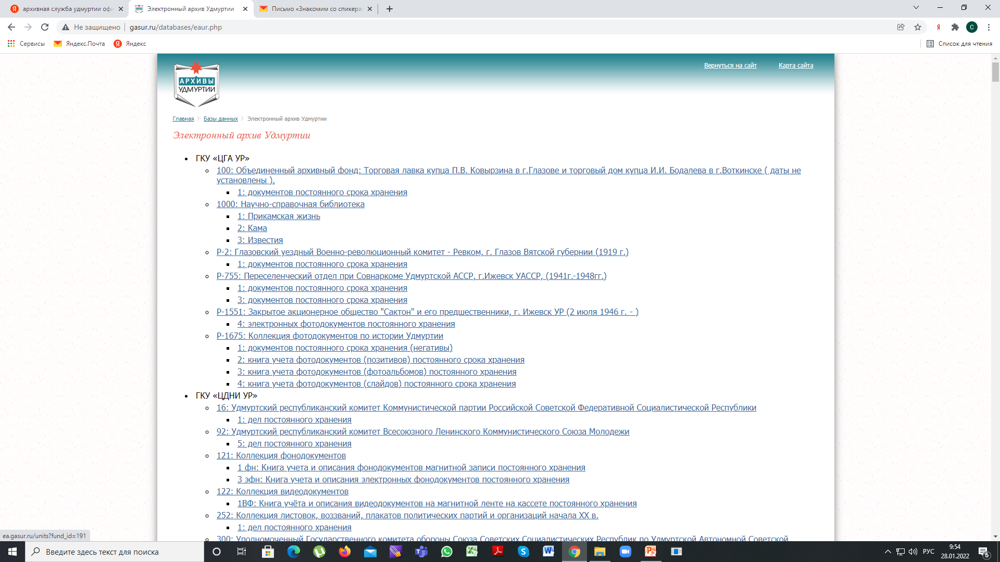 архивная служба удмуртии офи
Электронный архив Удмуртии
Письмо «Знакомим со спикера
Не защищено
gasur.ru/databases/eaur.php
Я
С
Сервисы
Яндекс.Почта
Я
Яндекс
Список для чтения
АРХИВЫ
УДМУРТИИ
Вернуться на сайт
Карта сайта
Главная
Базы данных
Электронный архив Удмуртии
Электронный архив Удмуртии
ГКУ «ЦГА УР»
100: Объединенный архивный фонд: Торговая лавка купца П.В. Ковырзина в г.Глазове и торговый дом купца И.И. Бодалева в г.Воткинске ( даты не
установлены ).
1: документов постоянного срока хранения
1000: Научно-справочная библиотека
1: Прикамская жизнь
2: Кама
3: Известия
Р-2: Глазовский уездный Военно-революционный комитет - Ревком, г. Глазов Вятской губернии (1919 г.)
1: документов постоянного срока хранения
Р-755: Переселенческий отдел при Совнаркоме Удмуртской АССР, г.Ижевск УАССР, (1941г.-1948гг.)
1: документов постоянного срока хранения
3: документов постоянного срока хранения
Р-1551: Закрытое акционерное общество "Сактон" и его предшественники, г. Ижевск УР (2 июля 1946 г. - )
4: электронных фотодокументов постоянного хранения
Р-1675: Коллекция фотодокументов по истории Удмуртии
1: документов постоянного срока хранения (негативы)
2: книга учета фотодокументов (позитивов) постоянного срока хранения
3: книга учета фотодокументов (фотоальбомов) постоянного хранения
4: книга учета фотодокументов (слайдов) постоянного срока хранения
ГКУ «ЦДНИ УР»
16: Удмуртский республиканский комитет Коммунистической партии Российской Советской Федеративной Социалистической Республики
1: дел постоянного хранения
92: Удмуртский республиканский комитет Всесоюзного Ленинского Коммунистического Союза Молодежи
5: дел постоянного хранения
121: Коллекция фонодокументов
1 фн: Книга учета и описания фонодокументов магнитной записи постоянного хранения
3 эфн: Книга учета и описания электронных фонодокументов постоянного хранения
122: Коллекция видеодокументов
1ВФ: Книга учёта и описания видеодокументов на магнитной ленте на кассете постоянного хранения
252: Коллекция листовок, воззваний, плакатов политических партий и организаций начала XX в.
1: дел постоянного хранения
300: Уполномоченный Государственного комитета обороны Союза Советских Социалистических Республик по Удмуртской Автономной Советской
ea.gasur.ru/units?fund_id=191
Введите здесь текст для поиска
РУС
9:54
28.01.2022
6